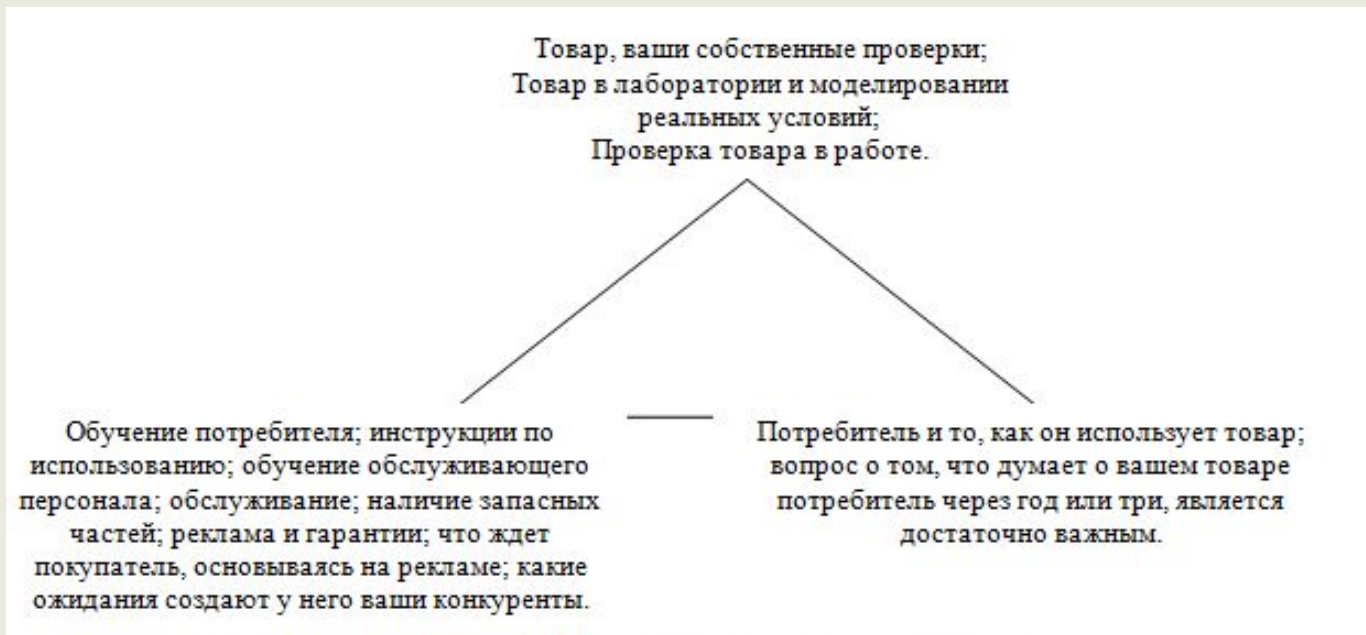 Товар, ваши собственные проверки;
Товар в лаборатории и моделировании
реальных условий;
Проверка товара в работе.
Обучение потребителя; инструкции по
использованию; обучение обслуживающего
персонала; обслуживание; наличие запасных
частей; реклама и гарантии; что ждет
покупатель, основываясь на рекламе; какие
ожидания создают у него ваши конкуренты.
Потребитель и то, как он использует товар;
вопрос о том, что думает о вашем товаре
потребитель через год или три, является
достаточно важным.